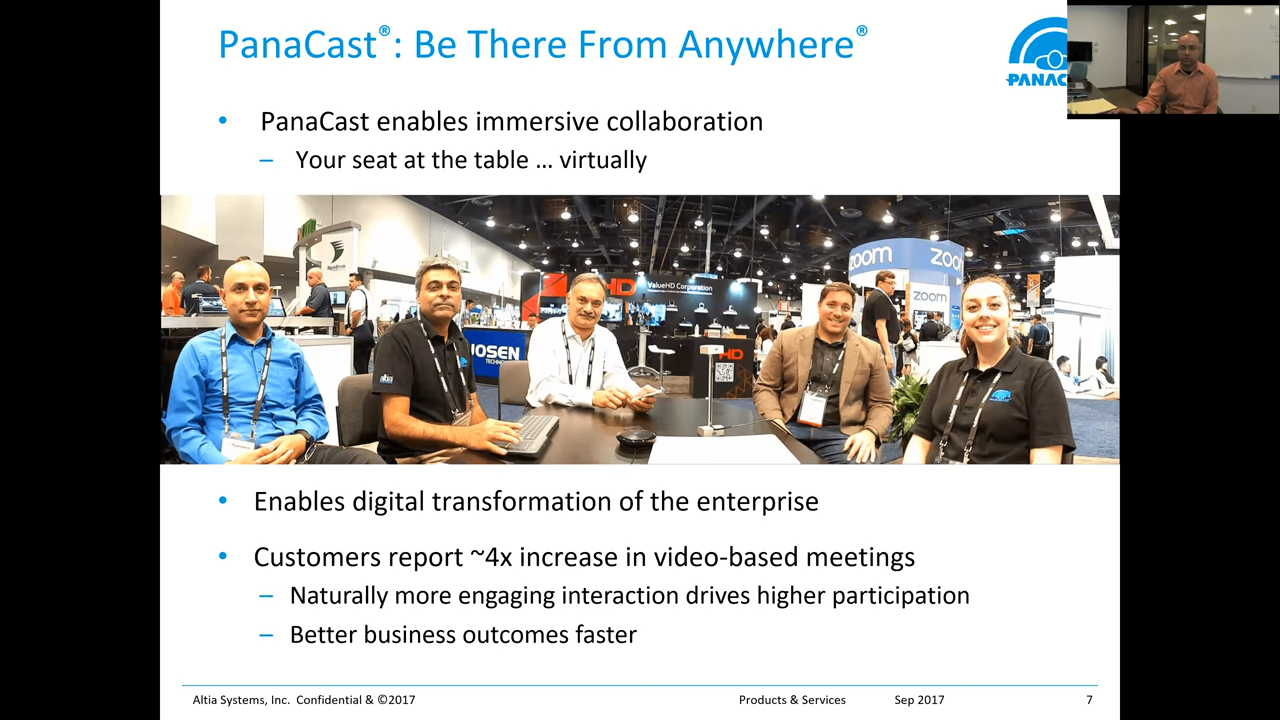 PanaCast®: Be There From Anywhere®
PANAC
• PanaCast enables immersive collaboration
– Your seat at the table … virtually
zoom
zoom
zoom
HD
ValueHD Corporation
HD
altia
PANACAST
• Enables digital transformation of the enterprise
• Customers report ~4x increase in video-based meetings
– Naturally more engaging interaction drives higher participation
– Better business outcomes faster
Altia Systems, Inc. Confidential & ©2017
Products & Services
Sep 2017
7